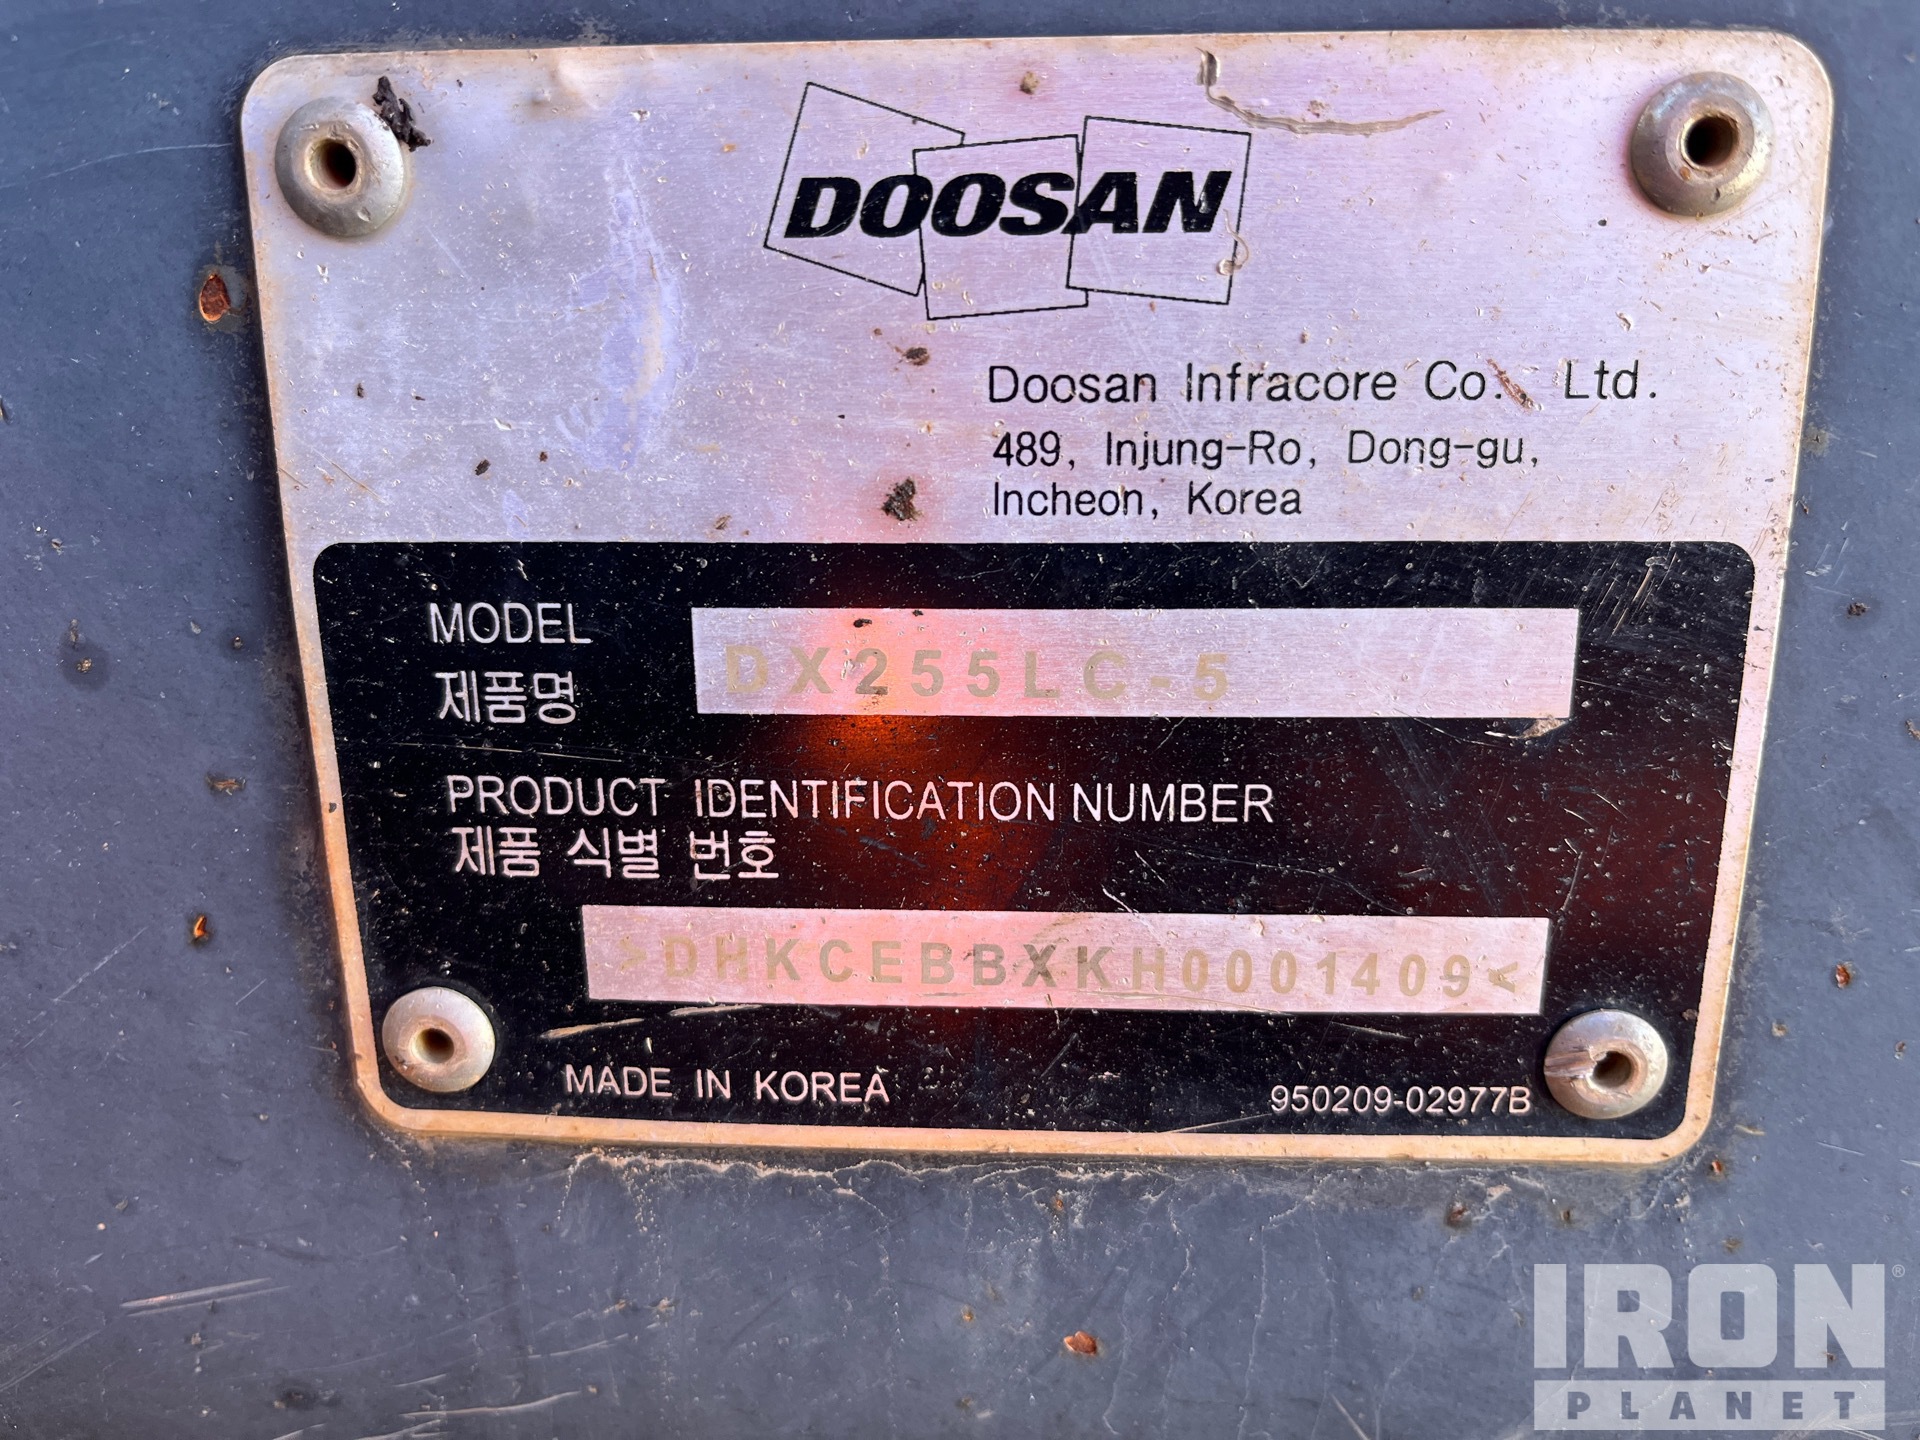 DOOSAN
Doosan Infracore Co., Ltd.
489, Injung-Ro, Dong-gu,
Incheon, Korea
MODEL
제품명
DX255LC-5
PRODUCT IDENTIFICATION NUMBER
제품 식별 번호
>DHKCEBBXKH0001409<
MADE IN KOREA
950209-02977B
IRON®
PLANET